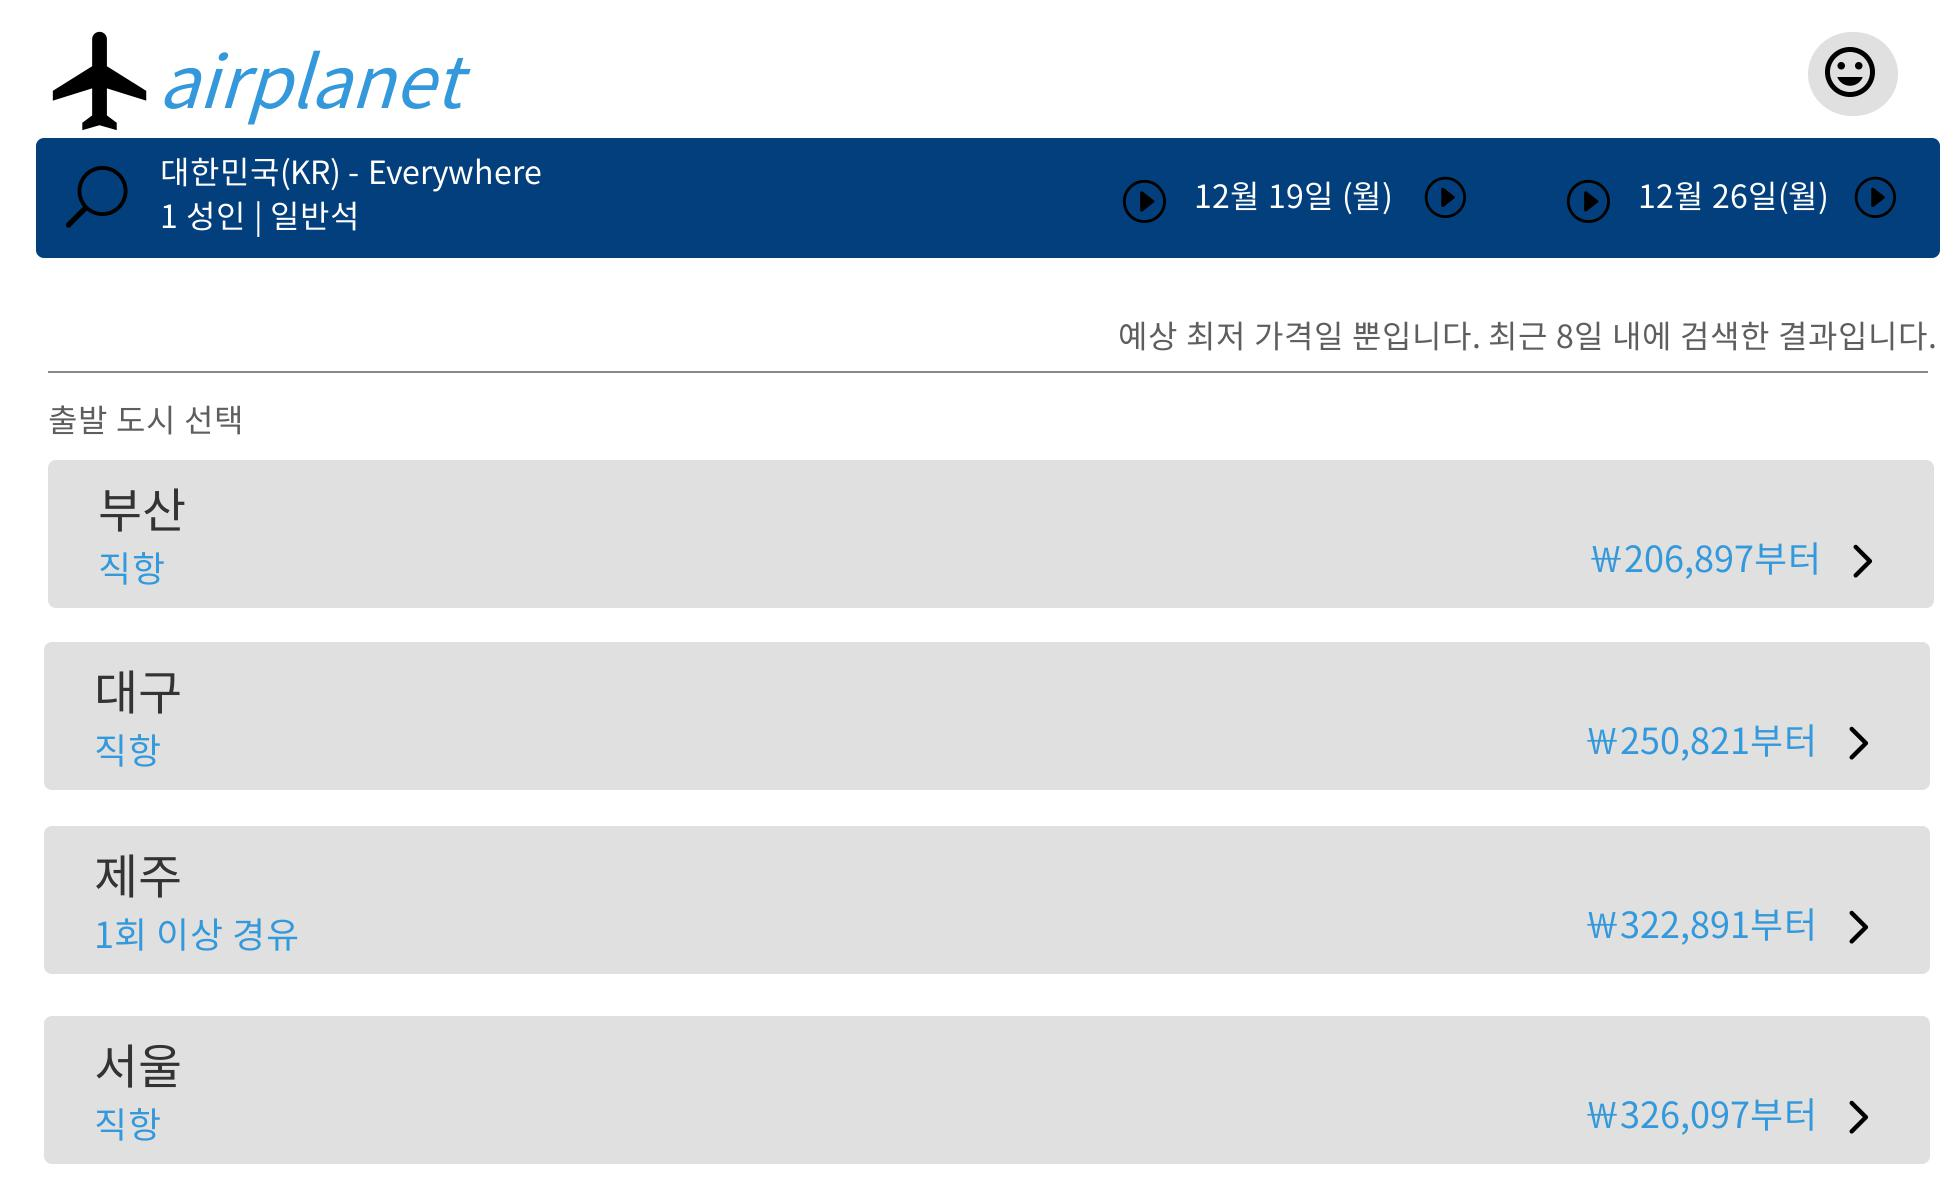 airplanet
대한민국(KR) - Everywhere
1 성인 | 일반석
12월 19일 (월)
12월 26일(월)
예상 최저 가격일 뿐입니다. 최근 8일 내에 검색한 결과입니다.
출발 도시 선택
부산
직항
₩206,897부터
대구
직항
₩250,821부터
제주
1회 이상 경유
₩322,891부터
서울
직항
₩326,097부터